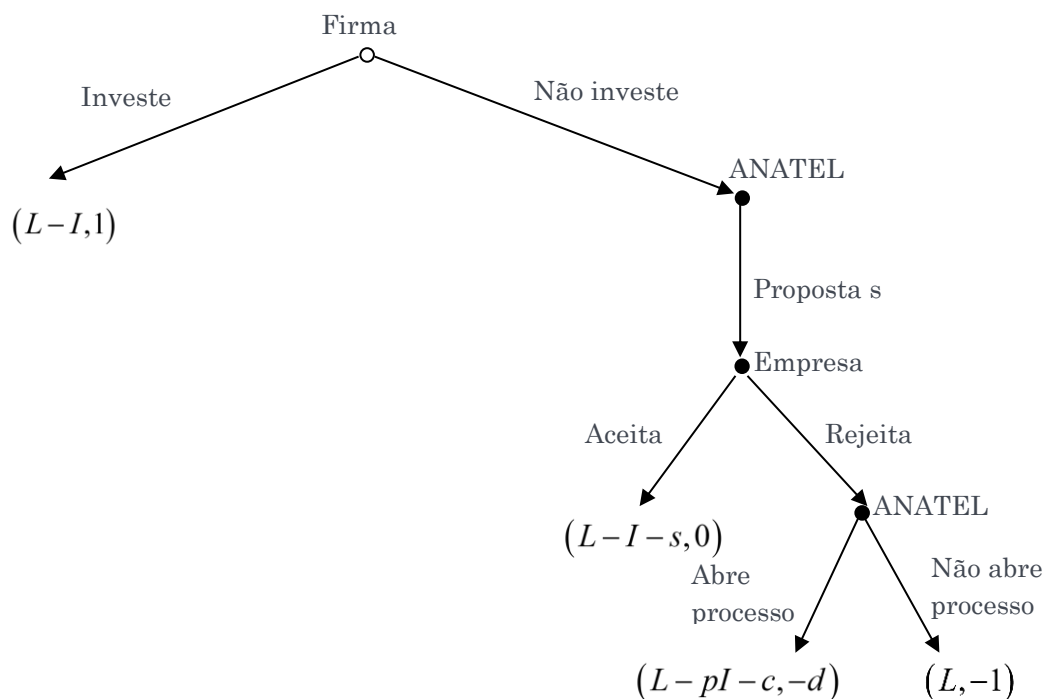 Firma
Investe
Não investe
ANATEL
(L−I,1)
Proposta s
Empresa
Aceita
Rejeita
ANATEL
(L−I−s,0)
Abre
processo
Não abre
processo
(L−pI−c,−d)
(L,−1)